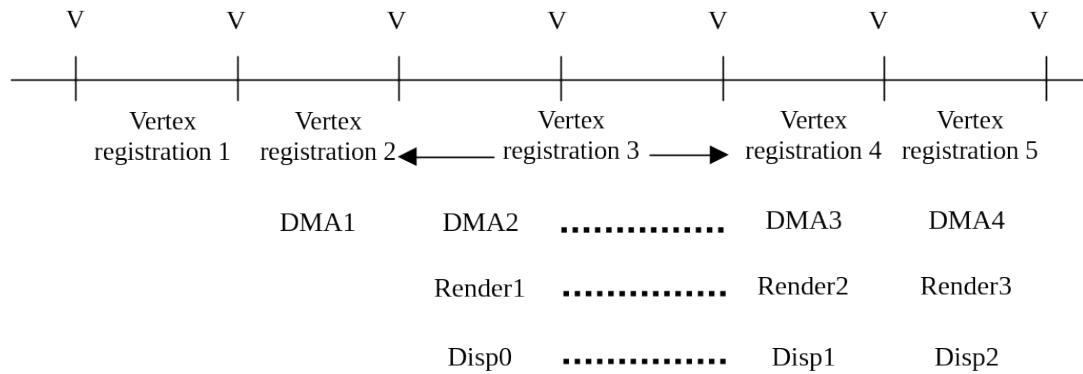 V V V V V V V
Vertex registration 1
Vertex registration 2
Vertex registration 3
Vertex registration 4
Vertex registration 5
DMA1 DMA2 DMA3 DMA4
Render1 Render2 Render3
Disp0 Disp1 Disp2